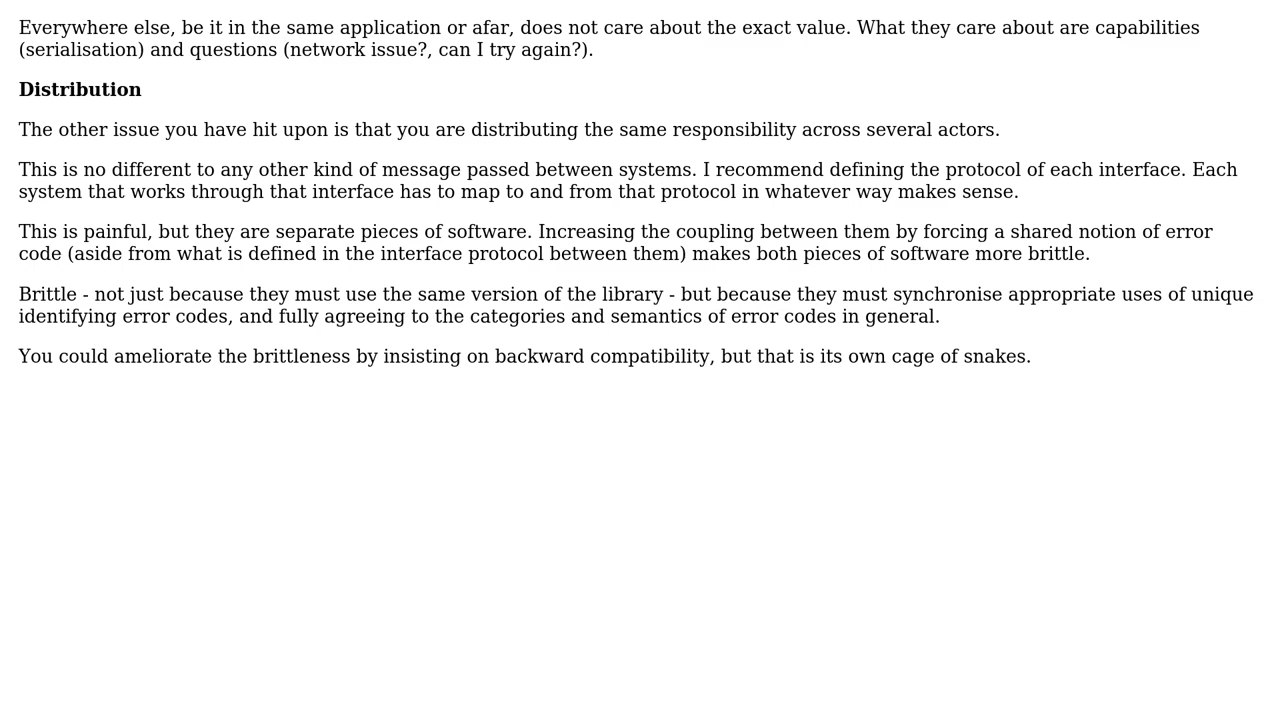 Everywhere else, be it in the same application or afar, does not care about the exact value. What they care about are capabilities
(serialisation) and questions (network issue?, can I try again?).
Distribution
The other issue you have hit upon is that you are distributing the same responsibility across several actors.
This is no different to any other kind of message passed between systems. I recommend defining the protocol of each interface. Each
system that works through that interface has to map to and from that protocol in whatever way makes sense.
This is painful, but they are separate pieces of software. Increasing the coupling between them by forcing a shared notion of error
code (aside from what is defined in the interface protocol between them) makes both pieces of software more brittle.
Brittle - not just because they must use the same version of the library - but because they must synchronise appropriate uses of unique
identifying error codes, and fully agreeing to the categories and semantics of error codes in general.
You could ameliorate the brittleness by insisting on backward compatibility, but that is its own cage of snakes.